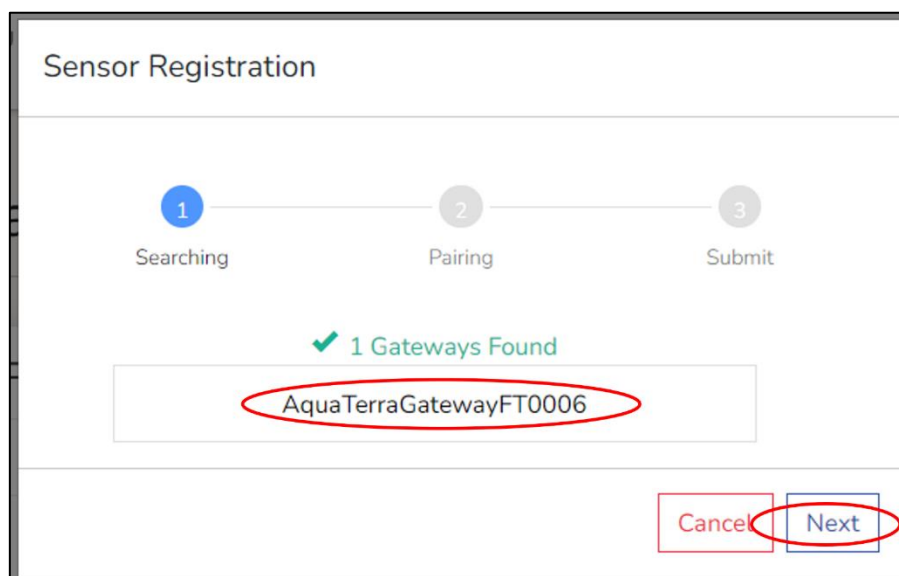 Sensor Registration
1 2 3
Searching Pairing Submit
✔ 1 Gateways Found
AquaTerraGatewayFT0006
Cancel Next